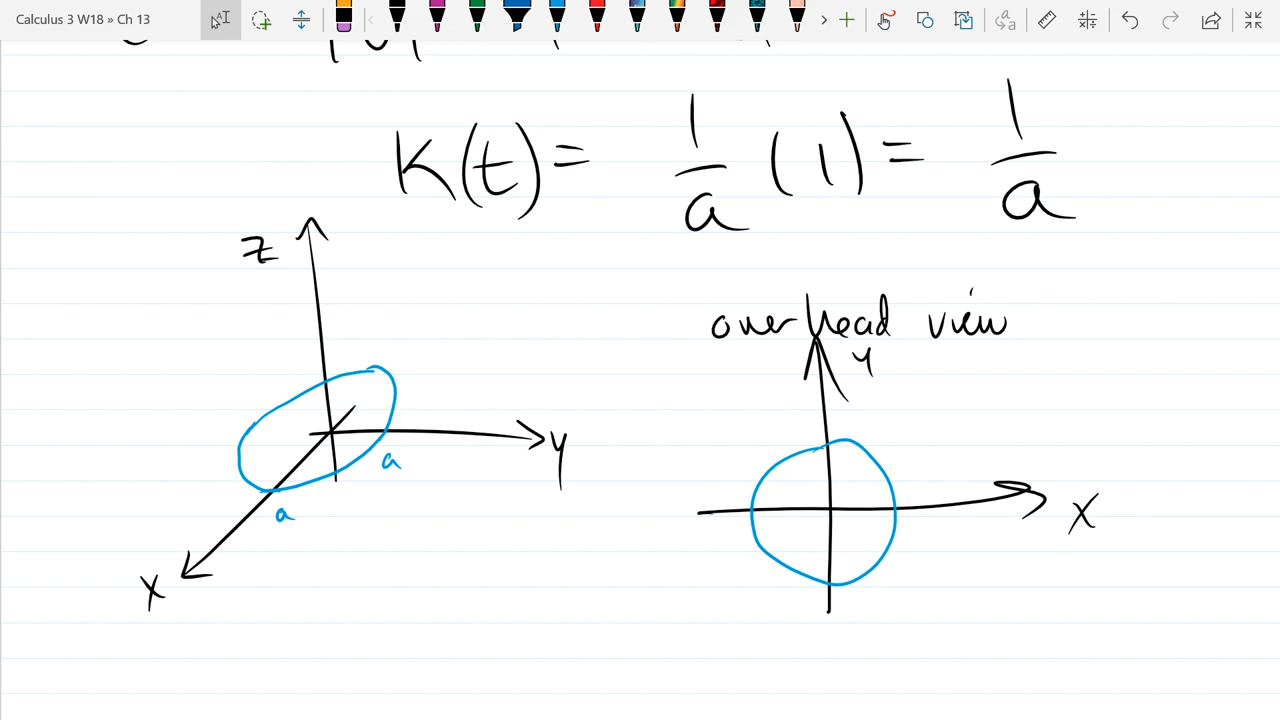 Calculus 3 W18 » Ch 13
K(t) = 1/a (1) = 1/a
z
overhead view
y
y
a
a
x
x